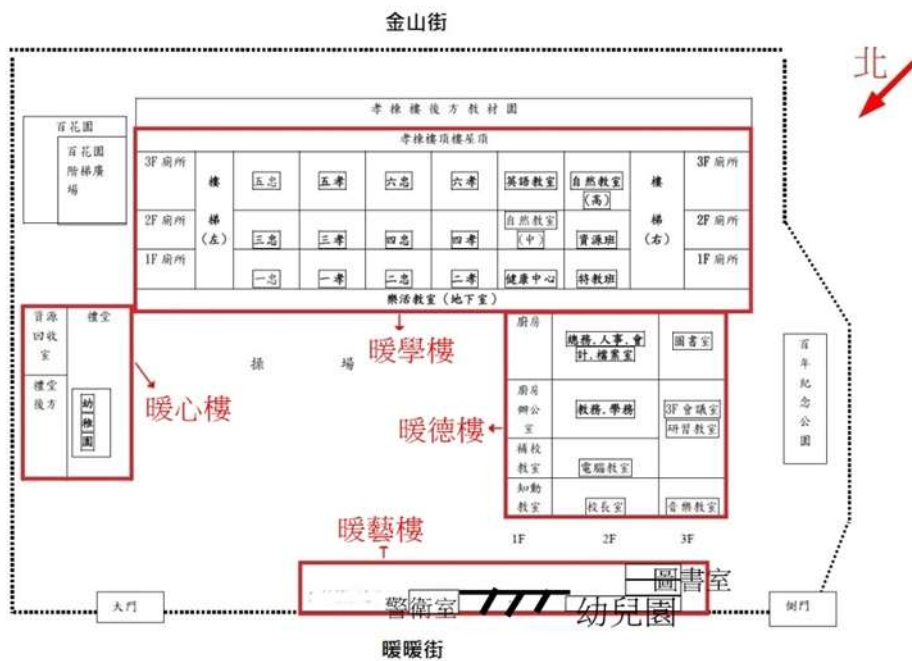 金山街
北
孝棟樓後方教材園
百花園
百花園
階梯廣
場
孝棟樓頂樓屋頂
3F 廁所
樓
梯
(左)
五忠
五孝
六忠
六孝
英語教室
自然教室
(高)
樓
梯
(右)
3F 廁所
2F 廁所
三忠
三孝
四忠
四孝
自然教室
(中)
資源班
2F 廁所
1F 廁所
一忠
一孝
二忠
二孝
健康中心
特教班
1F 廁所
樂活教室(地下室)
資源
回收
室
禮堂
禮堂
後方
幼
稚
園
暖心樓
操場
暖學樓
暖德樓
廚房
總務.人事.會
計.檔案室
圖書室
廚房
辦公
室
教務.學務
3F 會議室
研習教室
補校
教室
電腦教室
知動
教室
校長室
音樂教室
1F
2F
3F
百
年
紀
念
公
園
暖藝樓
圖書室
警衛室
幼兒園
大門
側門
暖暖街